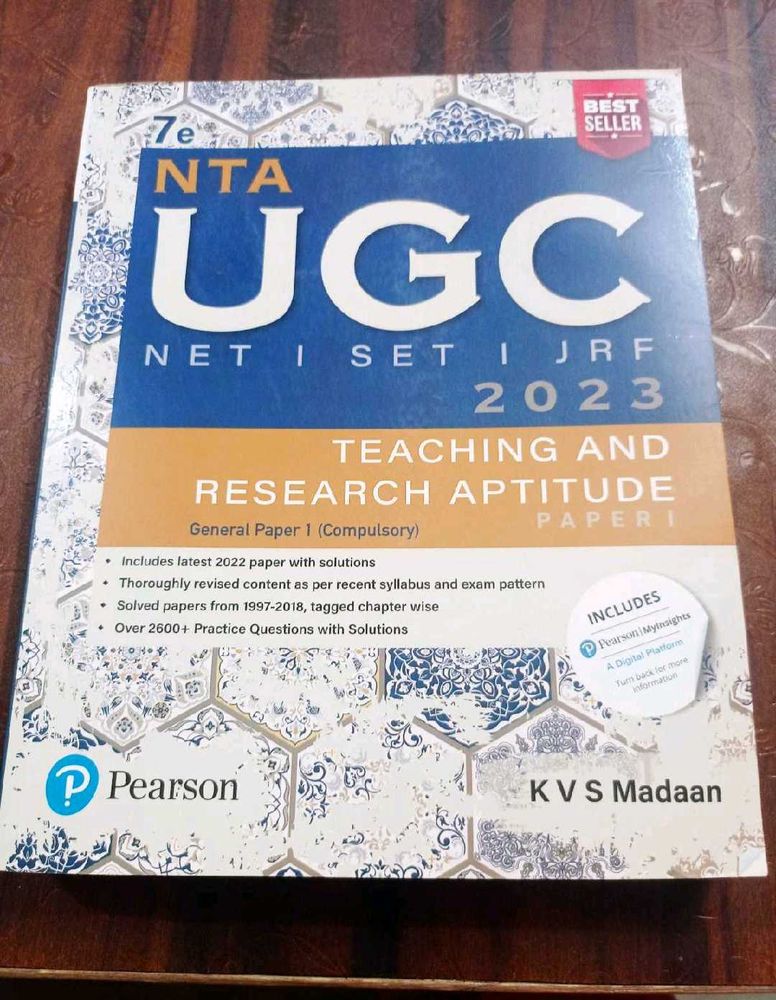 7e
BEST
SELLER
NTA
UGC
NET | SET | JRF
2023
TEACHING AND
RESEARCH APTITUDE
PAPER I
General Paper 1 (Compulsory)
• Includes latest 2022 paper with solutions
• Thoroughly revised content as per recent syllabus and exam pattern
• Solved papers from 1997-2018, tagged chapter wise
• Over 2600+ Practice Questions with Solutions
INCLUDES
Pearson | MyInsights
A Digital Platform
Turn back for more
information
Pearson
K V S Madaan